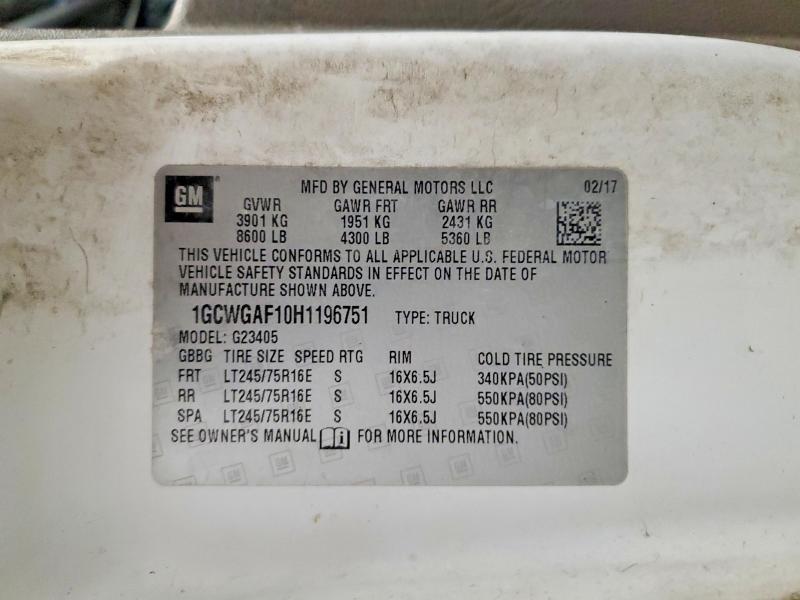 GM MFD BY GENERAL MOTORS LLC 02/17
GVWR GAWR FRT GAWR RR
3901 KG 1951 KG 2431 KG
8600 LB 4300 LB 5360 LB
THIS VEHICLE CONFORMS TO ALL APPLICABLE U.S. FEDERAL MOTOR
VEHICLE SAFETY STANDARDS IN EFFECT ON THE DATE OF
MANUFACTURE SHOWN ABOVE.
1GCWGAF10H1196751 TYPE: TRUCK
MODEL: G23405
GBBG TIRE SIZE SPEED RTG RIM COLD TIRE PRESSURE
FRT LT245/75R16E S 16X6.5J 340KPA(50PSI)
RR LT245/75R16E S 16X6.5J 550KPA(80PSI)
SPA LT245/75R16E S 16X6.5J 550KPA(80PSI)
SEE OWNER'S MANUAL i FOR MORE INFORMATION.